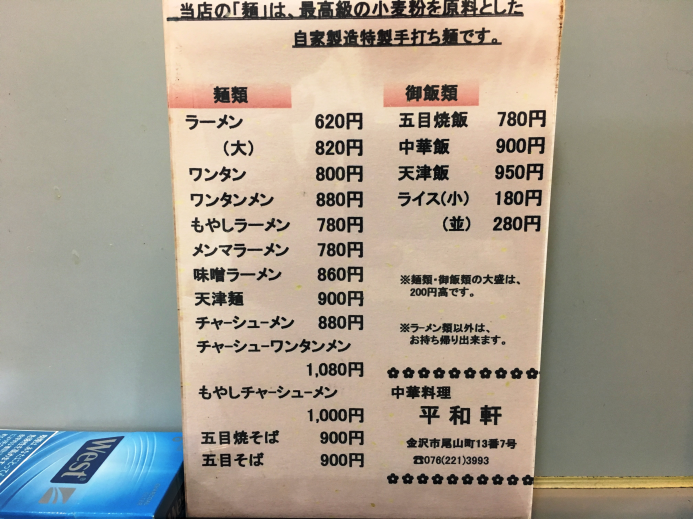 当店の「麺」は、最高級の小麦粉を原料とした
自家製造特製手打ち麺です。
麺類
ラーメン 620円
（大） 820円
ワンタン 800円
ワンタンメン 880円
もやしラーメン 780円
メンマラーメン 780円
味噌ラーメン 860円
天津麺 900円
チャーシューメン 880円
チャーシューワンタンメン
1,080円
もやしチャーシューメン
1,000円
五目焼そば 900円
五目そば 900円
御飯類
五目焼飯 780円
中華飯 900円
天津飯 950円
ライス（小） 180円
（並） 280円
※麺類・御飯類の大盛は、
200円高です。
※ラーメン類以外は、
お持ち帰り出来ます。
中華料理
平和軒
金沢市尾山町13番7号
☎076(221)3993
West